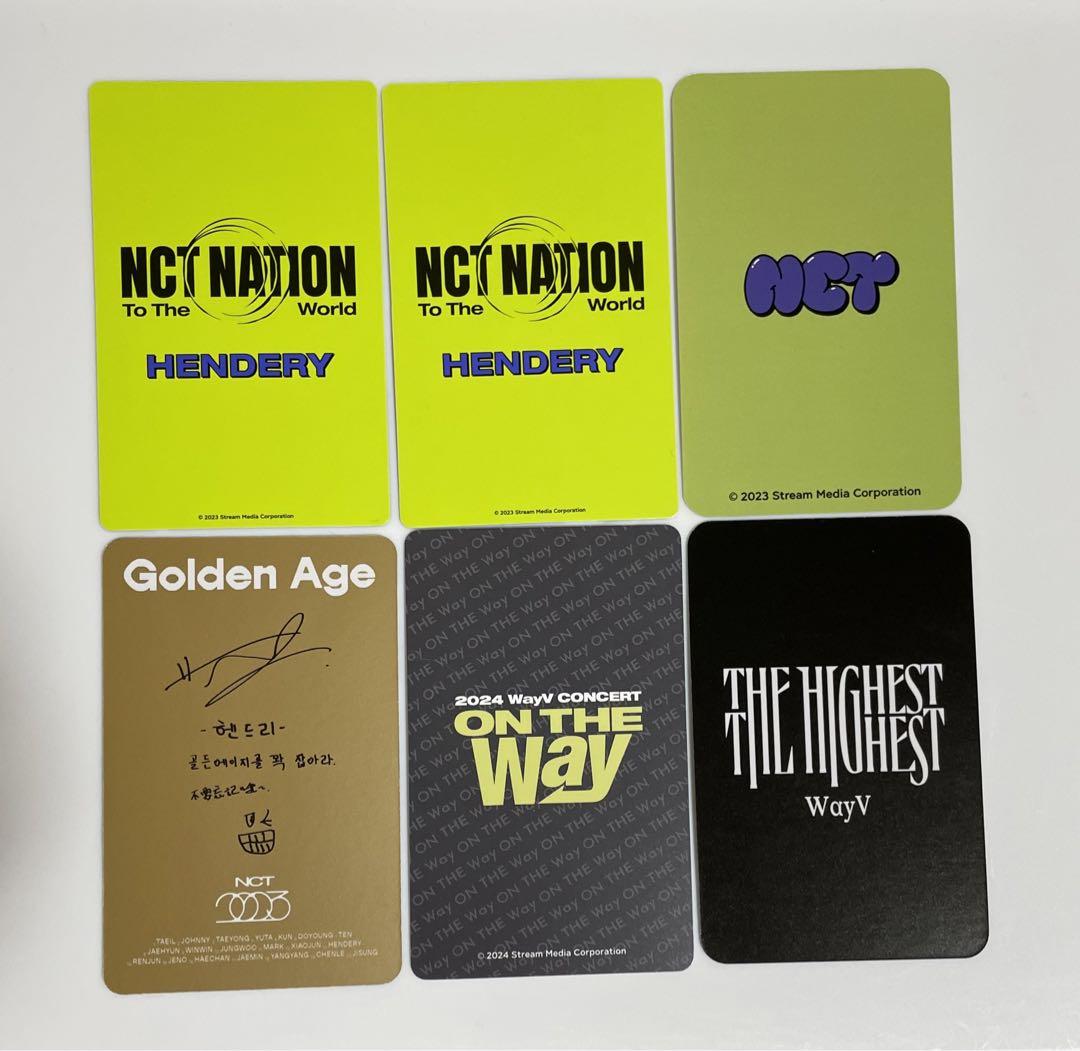 NCT NATION
To The World
HENDERY
© 2023 Stream Media Corporation
NCT NATION
To The World
HENDERY
© 2023 Stream Media Corporation
NCT
© 2023 Stream Media Corporation
Golden Age
-헨드리-
골든에이지를 꽉 잡아라.
NCT
2023
TAEIL, JOHNNY, TAEYONG, YUTA, KUN, DOYOUNG, TEN
JAEHYUN, WINWIN, JUNGWOO, MARK, XIAOJUN, HENDERY
RENJUN, JENO, HAECHAN, JAEMIN, YANGYANG, CHENLE, JISUNG
2024 WayV CONCERT
ON THE
Way
© 2024 Stream Media Corporation
THE HIGHEST
THE HIGHEST
WayV